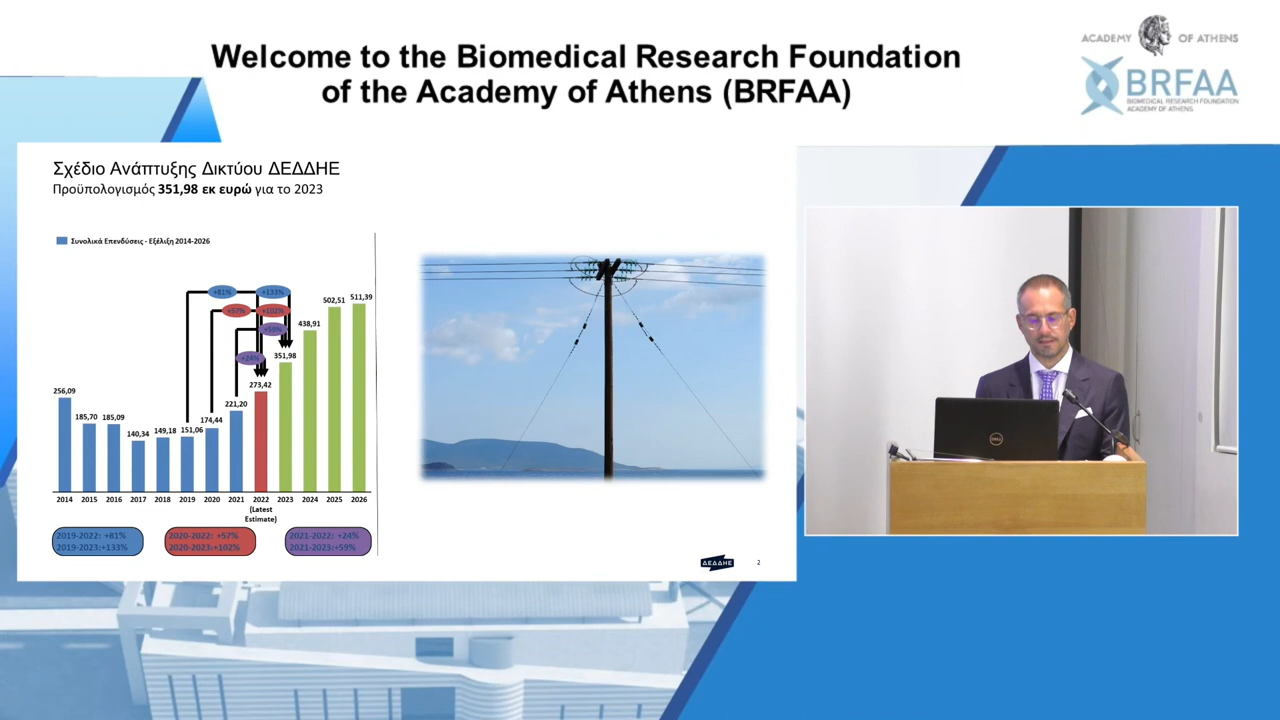 Welcome to the Biomedical Research Foundation
of the Academy of Athens (BRFAA)
ACADEMY OF ATHENS
BRFAA
BIOMEDICAL RESEARCH FOUNDATION
ACADEMY OF ATHENS
Σχέδιο Ανάπτυξης Δικτύου ΔΕΔΔΗΕ
Προϋπολογισμός 351,98 εκ ευρώ για το 2023
Συνολικά Επενδύσεις - Εξέλιξη 2014-2026
+81% +133%
+57% +102%
+59%
+24%
256,09 185,70 185,09 140,34 149,18 151,06 174,44 221,20 273,42 351,98 438,91 502,51 511,39
2014 2015 2016 2017 2018 2019 2020 2021 2022 2023 2024 2025 2026
(Latest
Estimate)
2019-2022: +81%
2019-2023:+133%
2020-2022: +57%
2020-2023:+102%
2021-2022: +24%
2021-2023:+59%
ΔΕΔΔΗΕ
2
DELL